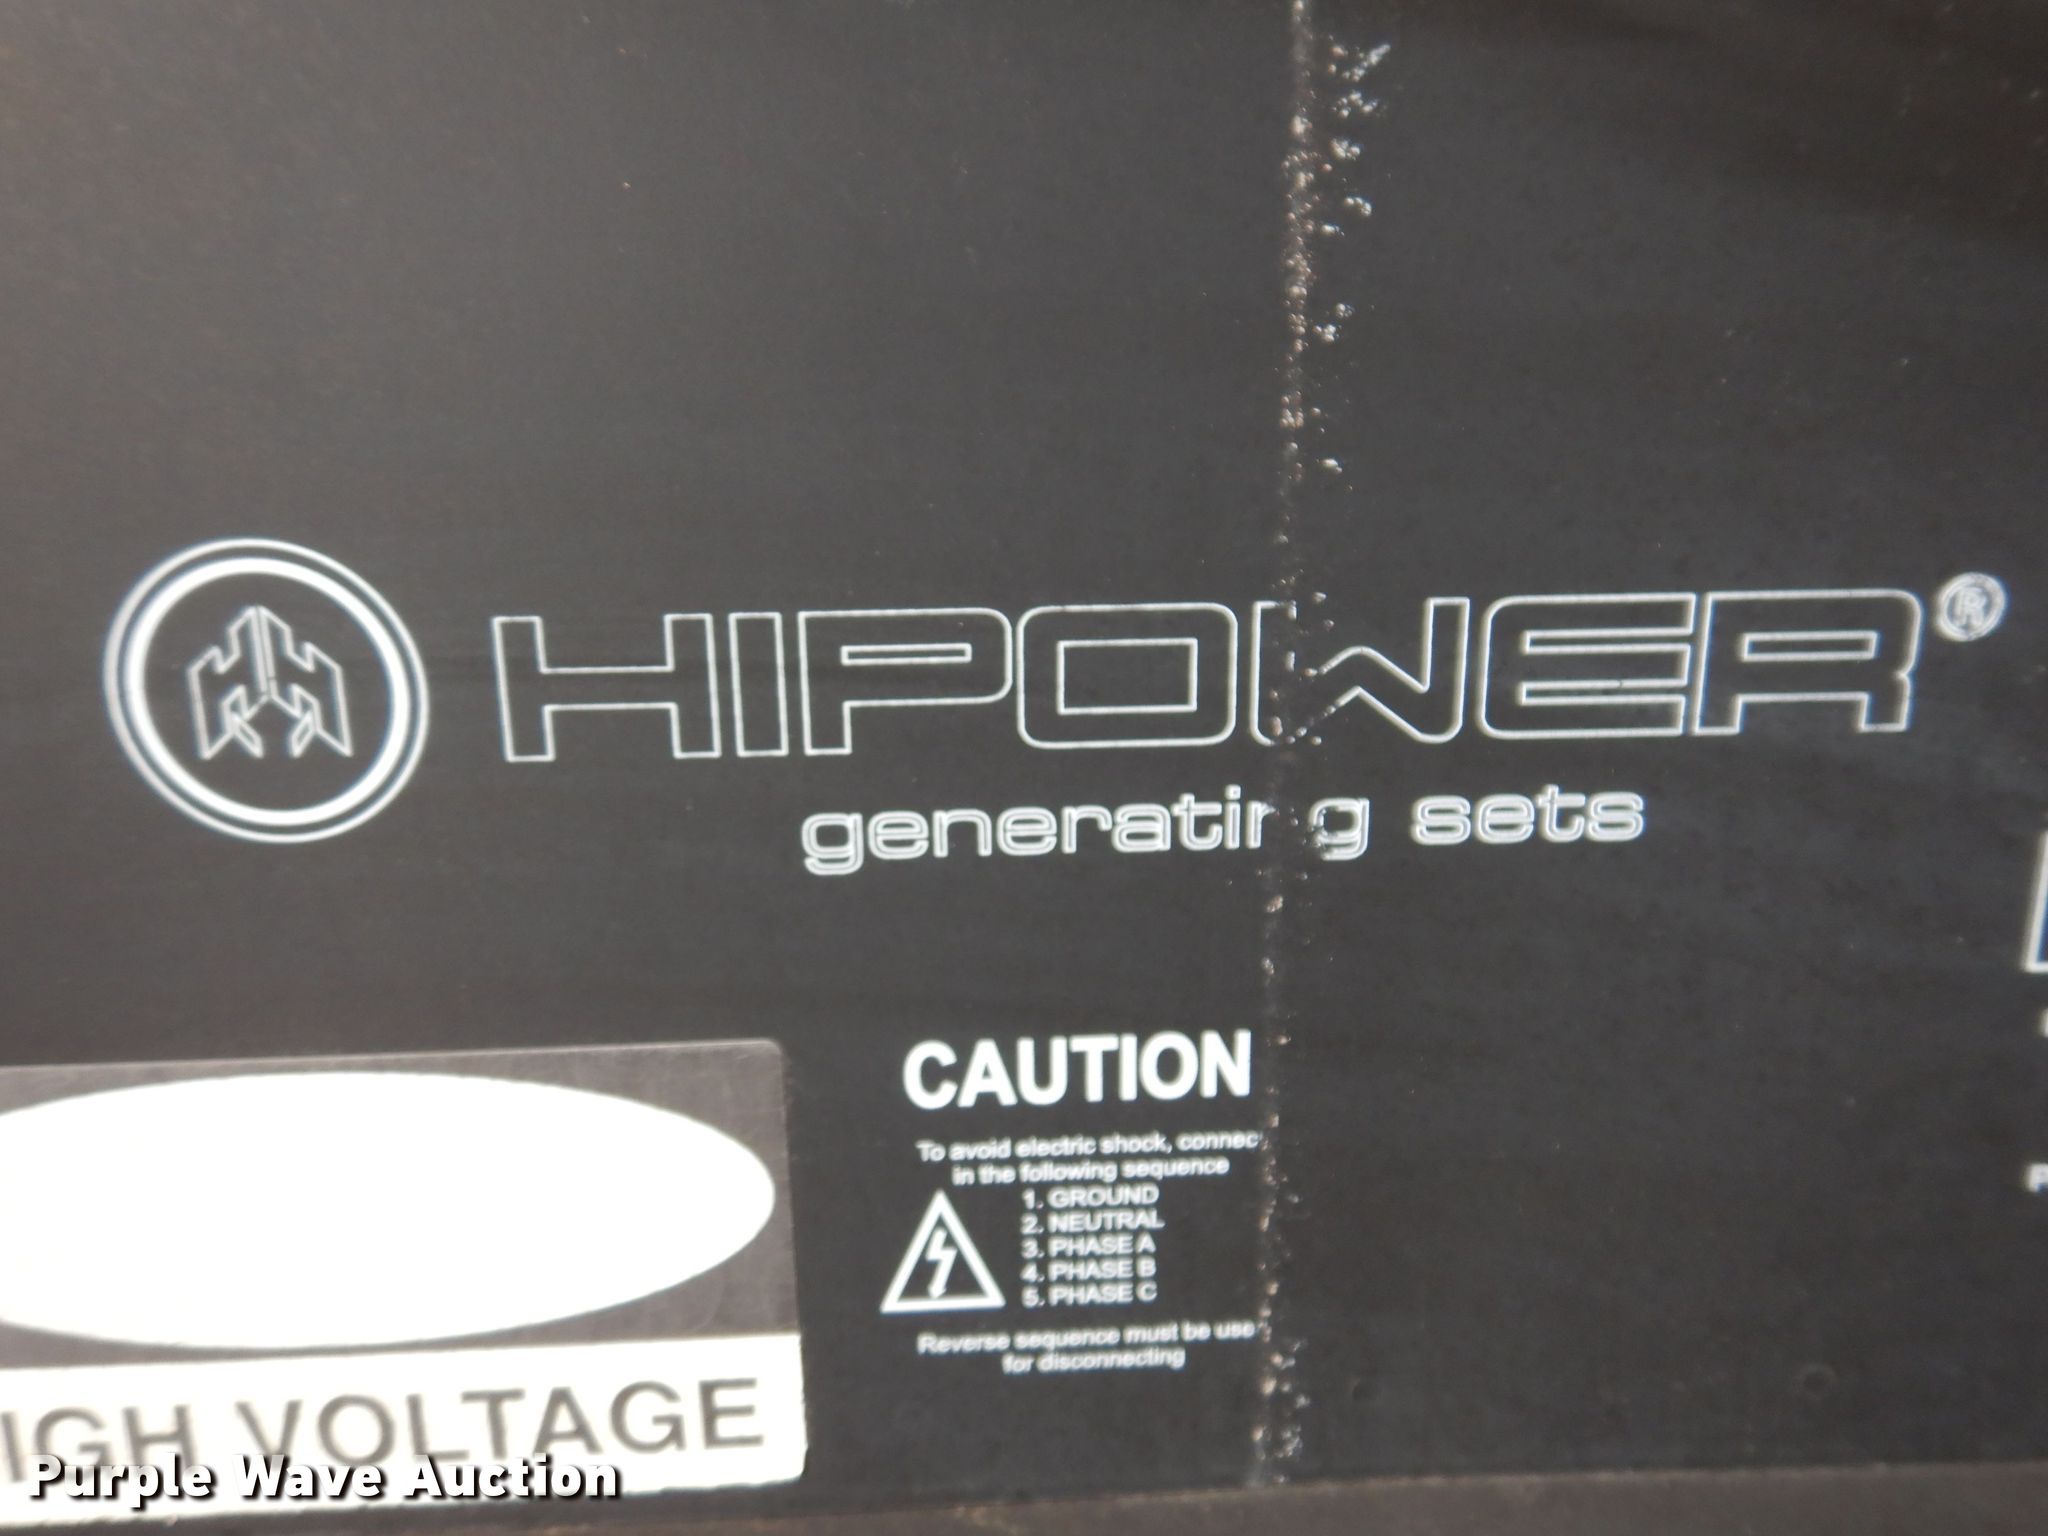 HIPOWER®
generating sets
CAUTION
To avoid electric shock, connec
in the following sequence
1. GROUND
2. NEUTRAL
3. PHASE A
4. PHASE B
5. PHASE C
Reverse sequence must be use
for disconnecting
IGH VOLTAGE
Purple Wave Auction